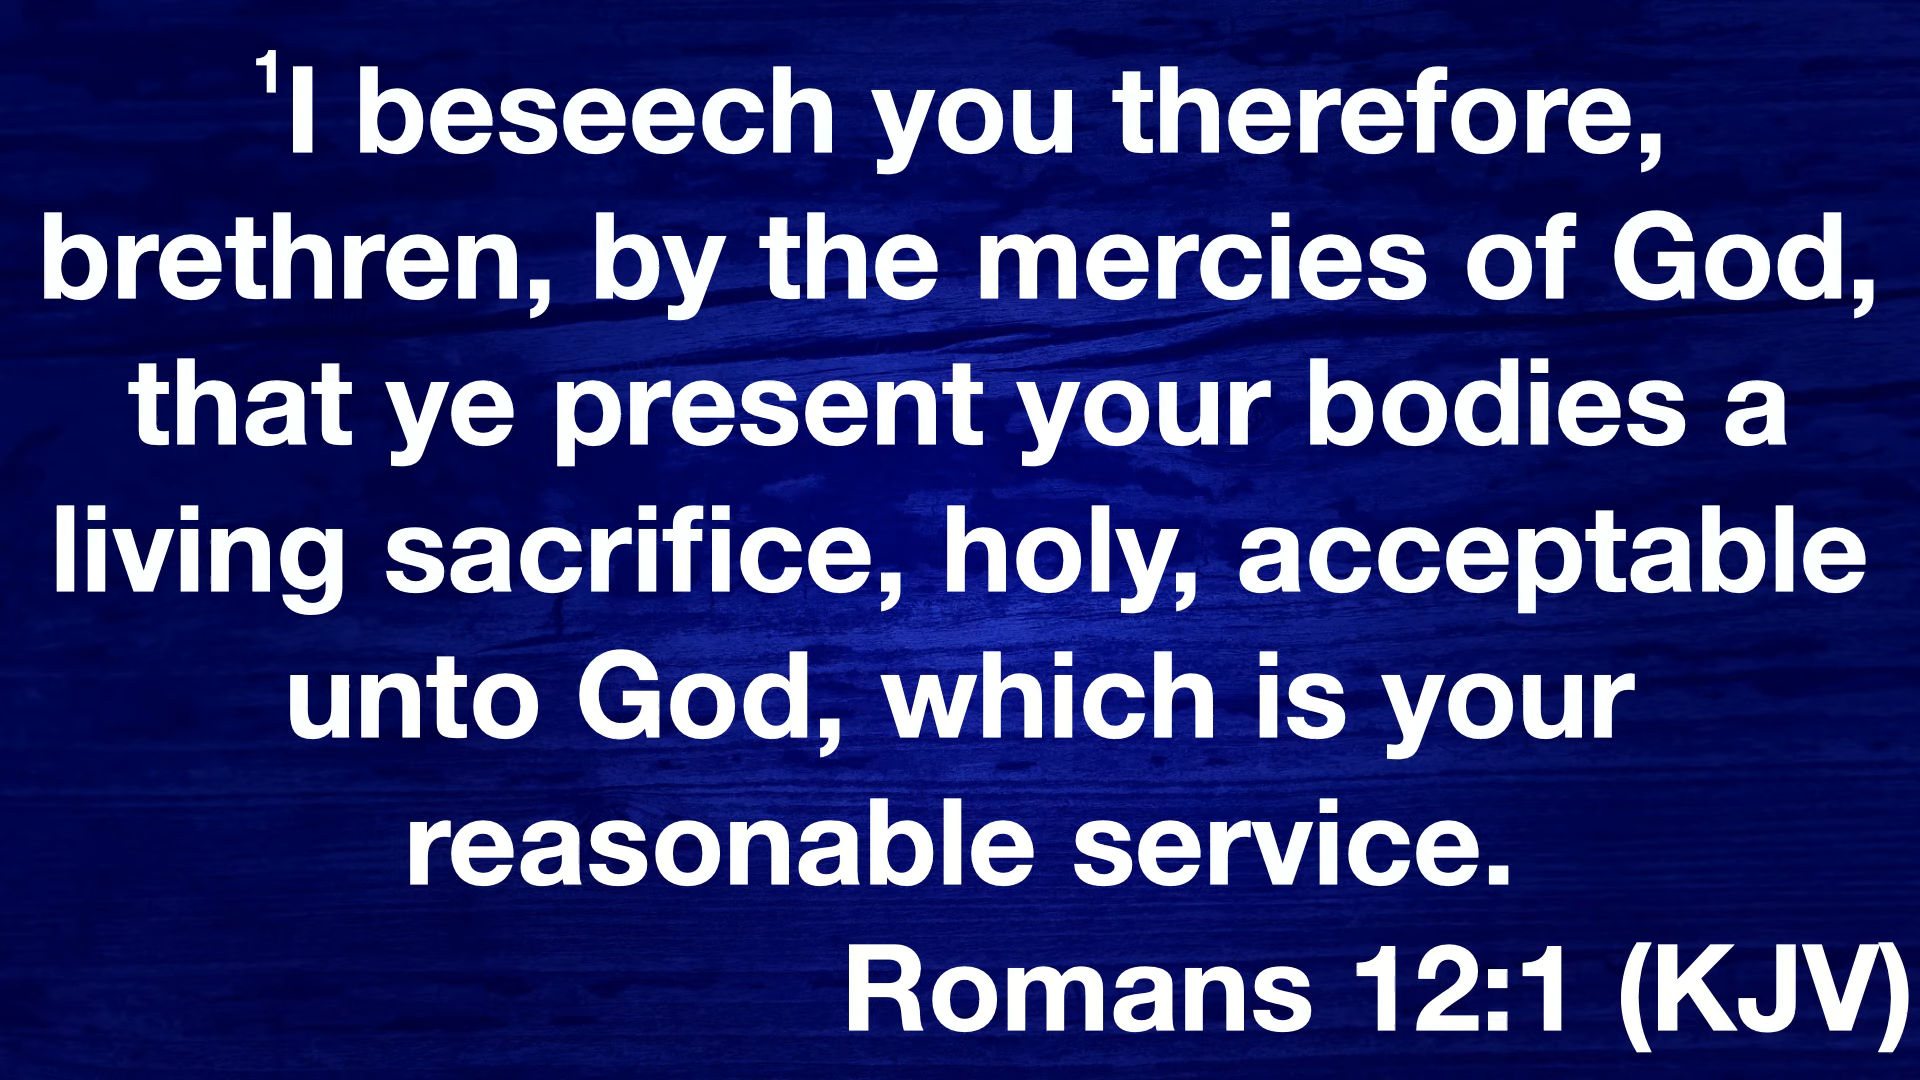 ¹I beseech you therefore,
brethren, by the mercies of God,
that ye present your bodies a
living sacrifice, holy, acceptable
unto God, which is your
reasonable service.
Romans 12:1 (KJV)